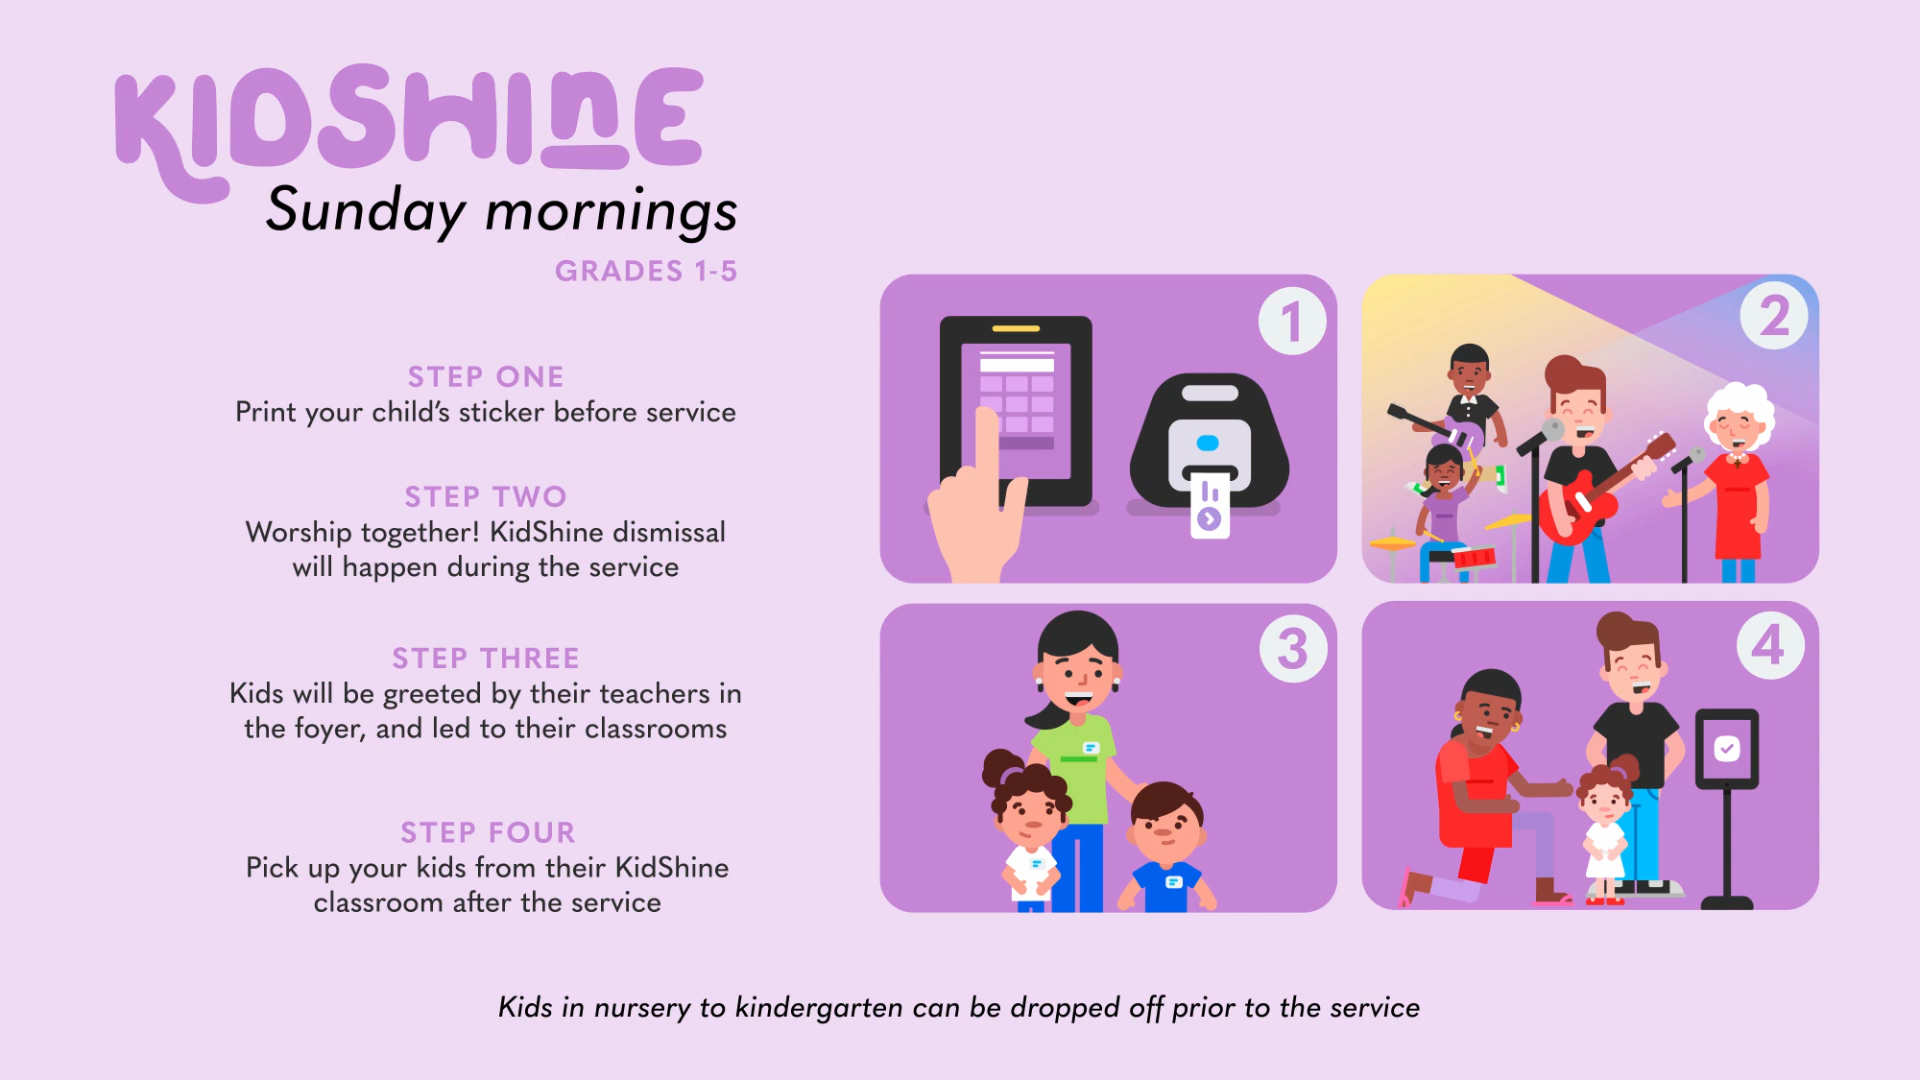 KIDSHINE
Sunday mornings
GRADES 1-5
STEP ONE
Print your child's sticker before service
STEP TWO
Worship together! KidShine dismissal
will happen during the service
STEP THREE
Kids will be greeted by their teachers in
the foyer, and led to their classrooms
STEP FOUR
Pick up your kids from their KidShine
classroom after the service
1
2
3
4
Kids in nursery to kindergarten can be dropped off prior to the service